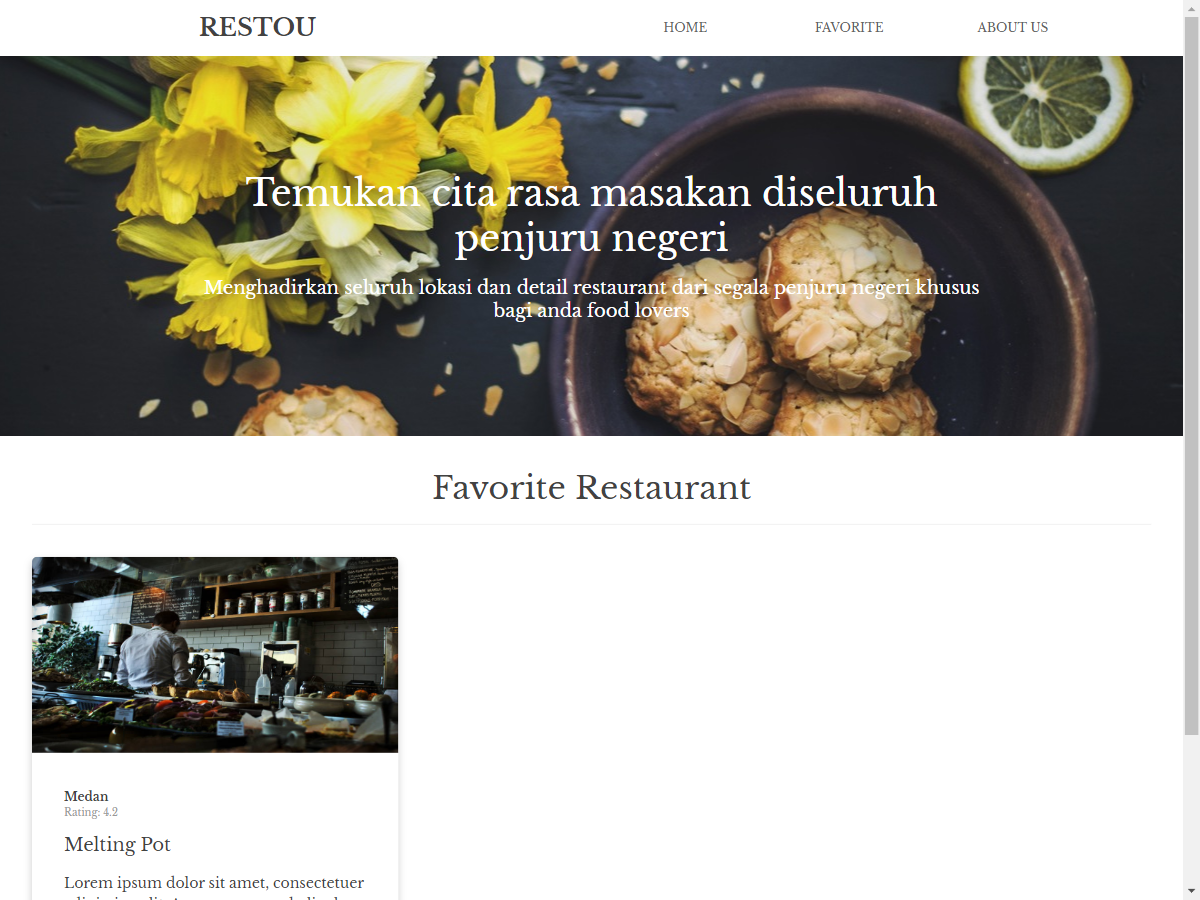 RESTOU
HOME
FAVORITE
ABOUT US
Temukan cita rasa masakan diseluruh
penjuru negeri
Menghadirkan seluruh lokasi dan detail restaurant dari segala penjuru negeri khusus
bagi anda food lovers
Favorite Restaurant
Medan
Rating: 4.2
Melting Pot
Lorem ipsum dolor sit amet, consectetuer